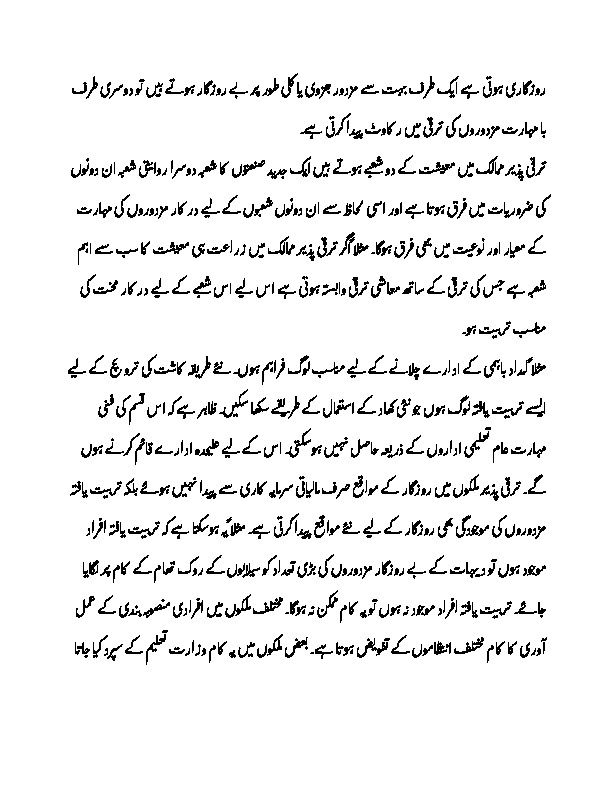 روزگاری ہوتی ہے ایک طرف بہت سے مزدور جزوی یا کلی طور پر بے روزگار ہوتے ہیں تو دوسری طرف
با مہارت مزدوروں کی ترقی میں رکاوٹ پیدا کرتی ہے۔
ترقی پذیر ممالک میں معیشت کے دو شعبے ہوتے ہیں ایک جدید صنعتوں کا شعبہ دوسرا روایتی شعبہ ان دونوں
کی ضروریات میں فرق ہوتا ہے اور اسی لحاظ سے ان دونوں شعبوں کے لیے درکار مزدوروں کی مہارت
کے معیار اور نوعیت میں بھی فرق ہوگا۔ مثلاً اگر ترقی پذیر ممالک میں زراعت ہی معیشت کا سب سے اہم
شعبہ ہے جس کی ترقی کے ساتھ معاشی ترقی وابستہ ہوتی ہے اس لیے اس شعبے کے لیے درکار محنت کی
مناسب تربیت ہو۔
مثلاً امداد باہمی کے ادارے چلانے کے لیے مناسب لوگ فراہم ہوں۔ نئے طریقہ کاشت کی ترویج کے لیے
ایسے تربیت یافتہ لوگ ہوں جو نئی کھاد کے استعمال کے طریقے سکھا سکیں۔ ظاہر ہے کہ اس قسم کی فنی
مہارت عام تعلیمی اداروں کے ذریعہ حاصل نہیں ہوسکتی۔ اس کے لیے علیحدہ ادارے قائم کرنے ہوں
گے۔ ترقی پذیر ملکوں میں روزگار کے مواقع صرف مالیاتی سرمایہ کاری سے پیدا نہیں ہوئے بلکہ تربیت یافتہ
مزدوروں کی موجودگی بھی روزگار کے لیے نئے مواقع پیدا کرتی ہے۔ مثلاً یہ ہوسکتا ہے کہ تربیت یافتہ افراد
موجود ہوں تو دیہات کے بے روزگار مزدوروں کی بڑی تعداد کو سیلابوں کے روک تھام کے کام پر لگایا
جائے۔ تربیت یافتہ افراد موجود نہ ہوں تو یہ کام ممکن نہ ہوگا۔ مختلف ملکوں میں افرادی منصوبہ بندی کے عمل
آوری کا کام مختلف انتظاموں کے تفویض ہوتا ہے۔ بعض ملکوں میں یہ کام وزارت تعلیم کے سپرد کیا جاتا